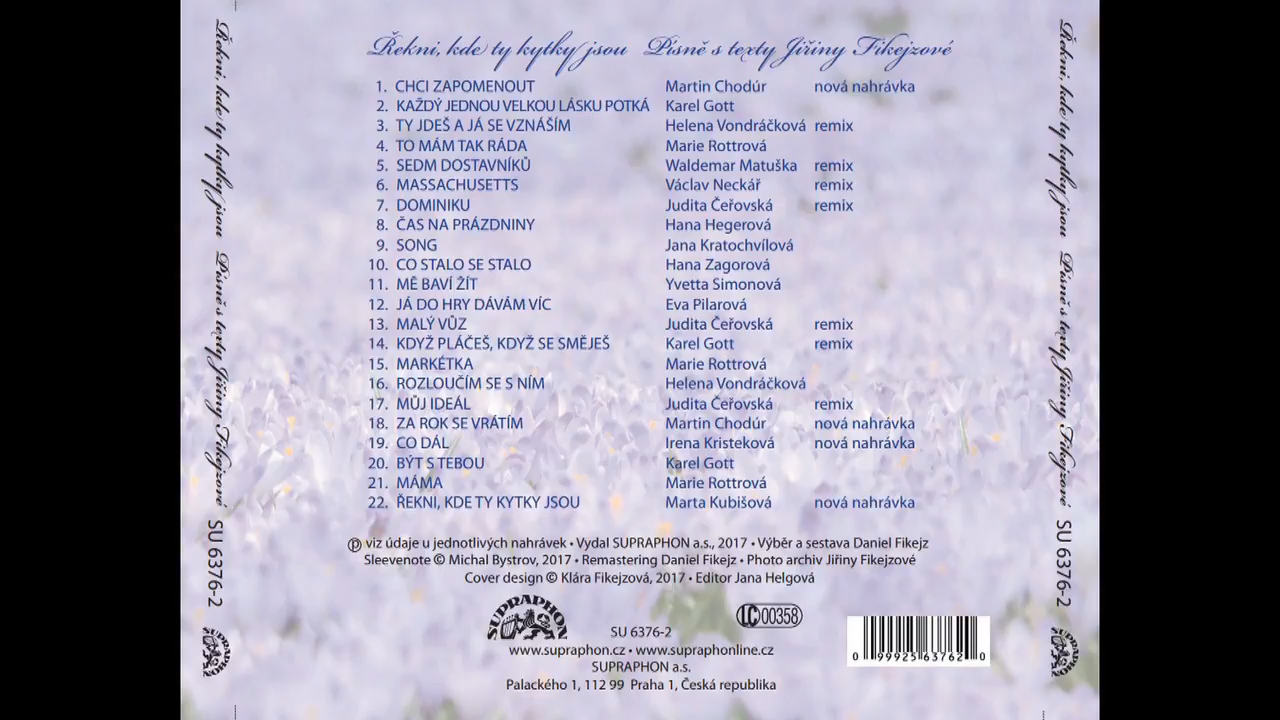 Řekni, kde ty kytky jsou Písně s texty Jiřiny Fikejzové
1. CHCI ZAPOMENOUT Martin Chodúr nová nahrávka
2. KAŽDÝ JEDNOU VELKOU LÁSKU POTKÁ Karel Gott
3. TY JDEŠ A JÁ SE VZNÁŠÍM Helena Vondráčková remix
4. TO MÁM TAK RÁDA Marie Rottrová
5. SEDM DOSTAVNÍKŮ Waldemar Matuška remix
6. MASSACHUSETTS Václav Neckář remix
7. DOMINIKU Judita Čeřovská remix
8. ČAS NA PRÁZDNINY Hana Hegerová
9. SONG Jana Kratochvílová
10. CO STALO SE STALO Hana Zagorová
11. MĚ BAVÍ ŽÍT Yvetta Simonová
12. JÁ DO HRY DÁVÁM VÍC Eva Pilarová
13. MALÝ VŮZ Judita Čeřovská remix
14. KDYŽ PLÁČEŠ, KDYŽ SE SMĚJEŠ Karel Gott remix
15. MARKÉTKA Marie Rottrová
16. ROZLOUČÍM SE S NÍM Helena Vondráčková
17. MŮJ IDEÁL Judita Čeřovská remix
18. ZA ROK SE VRÁTÍM Martin Chodúr nová nahrávka
19. CO DÁL Irena Kristeková nová nahrávka
20. BÝT S TEBOU Karel Gott
21. MÁMA Marie Rottrová
22. ŘEKNI, KDE TY KYTKY JSOU Marta Kubišová nová nahrávka
℗ viz údaje u jednotlivých nahrávek • Vydal SUPRAPHON a.s., 2017 • Výběr a sestava Daniel Fikejz
Sleevenote © Michal Bystrov, 2017 • Remastering Daniel Fikejz • Photo archiv Jiřiny Fikejzové
Cover design © Klára Fikejzová, 2017 • Editor Jana Helgová
SUPRAPHON
LC 00358
SU 6376-2
www.supraphon.cz • www.supraphonline.cz
SUPRAPHON a.s.
Palackého 1, 112 99 Praha 1, Česká republika
0 99925 63762 0
Řekni, kde ty kytky jsou Písně s texty Jiřiny Fikejzové SU 6376-2 SUPRAPHON
Řekni, kde ty kytky jsou Písně s texty Jiřiny Fikejzové SU 6376-2 SUPRAPHON